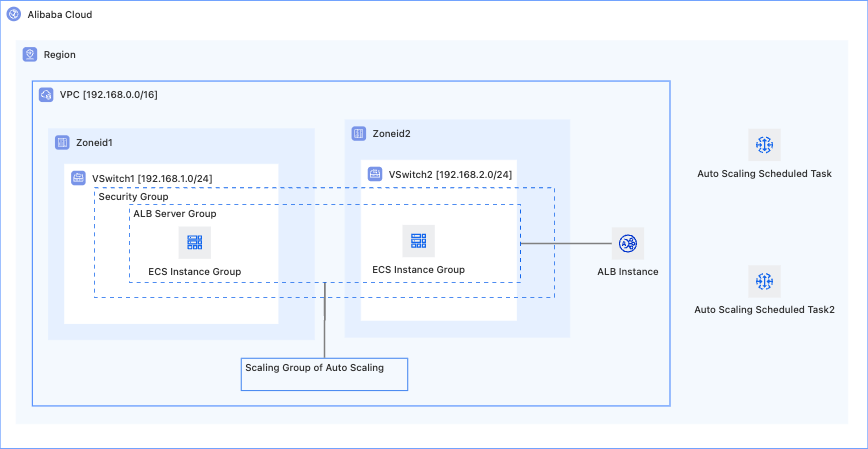 Alibaba Cloud
Region
VPC [192.168.0.0/16]
Zoneid1
Zoneid2
VSwitch1 [192.168.1.0/24]
VSwitch2 [192.168.2.0/24]
Security Group
ALB Server Group
ECS Instance Group
ECS Instance Group
ALB Instance
Auto Scaling Scheduled Task
Auto Scaling Scheduled Task2
Scaling Group of Auto Scaling